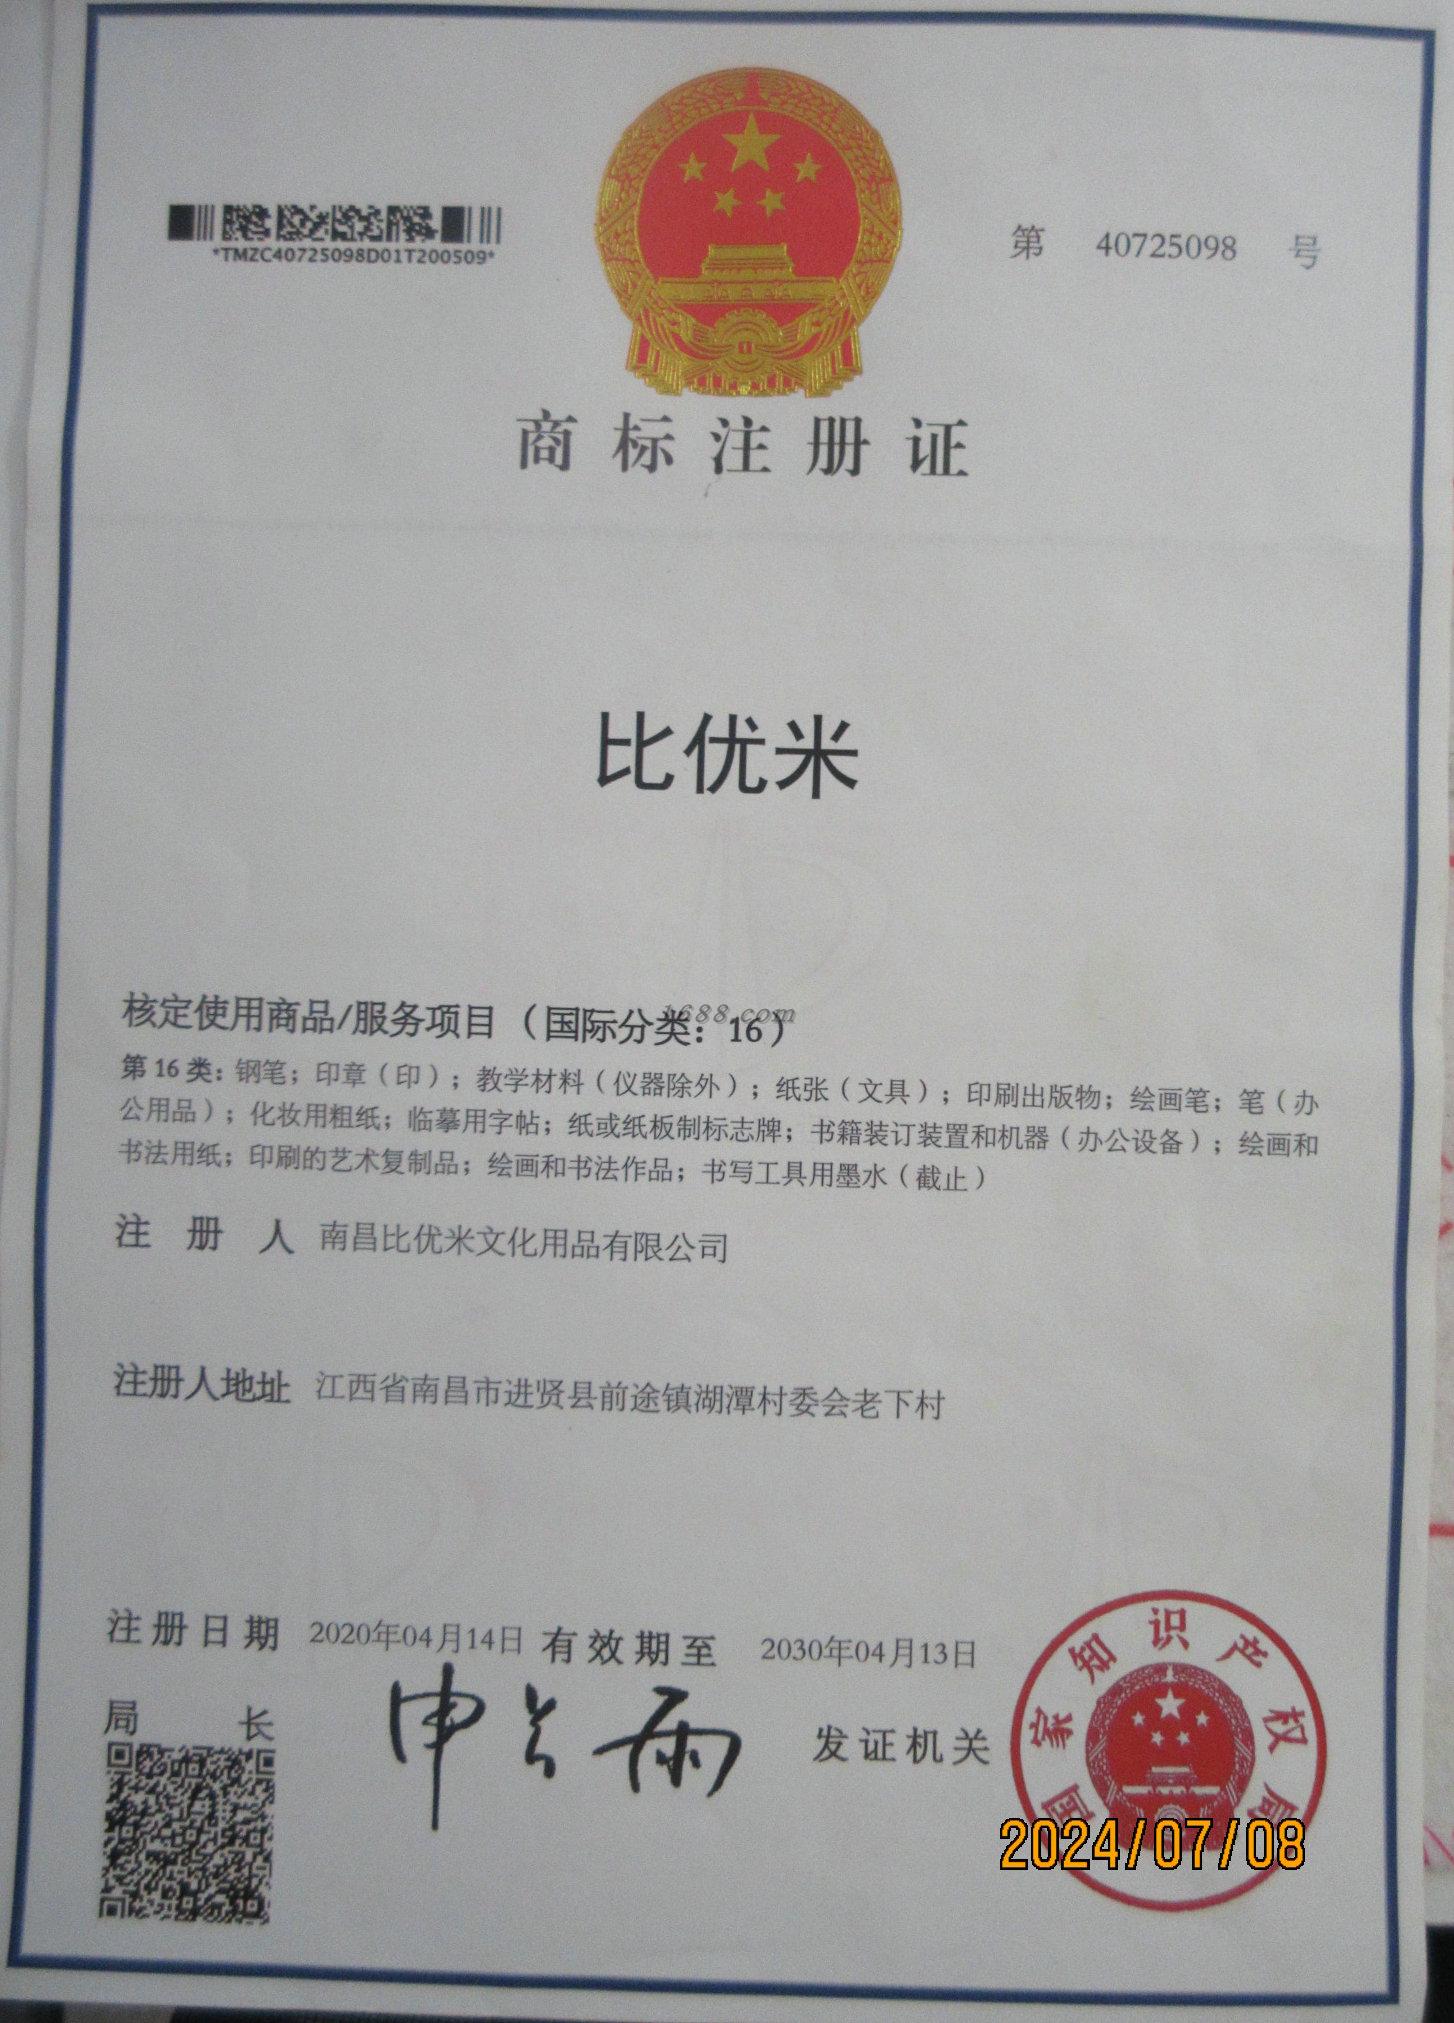 *TMZC40725098D01T200509*
第 40725098 号
商标注册证
比优米
核定使用商品/服务项目（国际分类：16）
1688.com
第 16 类：钢笔；印章（印）；教学材料（仪器除外）；纸张（文具）；印刷出版物；绘画笔；笔（办
公用品）；化妆用粗纸；临摹用字帖；纸或纸板制标志牌；书籍装订装置和机器（办公设备）；绘画和
书法用纸；印刷的艺术复制品；绘画和书法作品；书写工具用墨水（截止）
注 册 人 南昌比优米文化用品有限公司
注册人地址 江西省南昌市进贤县前途镇湖潭村委会老下村
注册日期 2020年04月14日 有效期至 2030年04月13日
局 长 申长雨 发证机关
国家知识产权局
2024/07/08